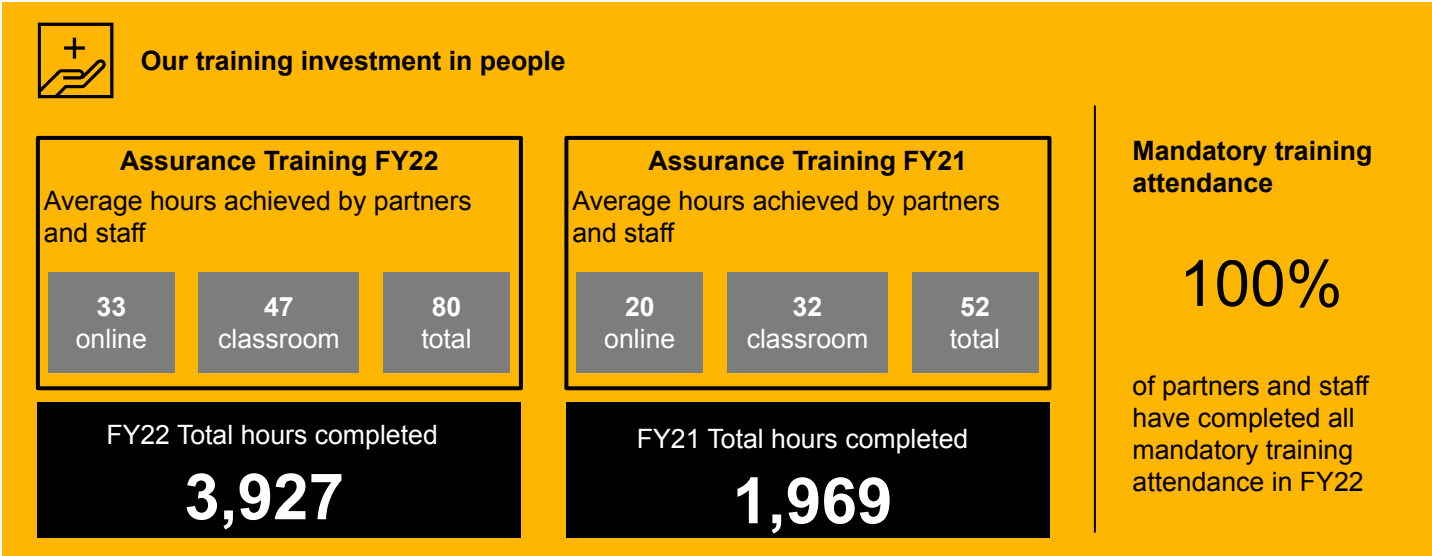 Our training investment in people
Assurance Training FY22
Average hours achieved by partners
and staff
33
online
47
classroom
80
total
FY22 Total hours completed
3,927
Assurance Training FY21
Average hours achieved by partners
and staff
20
online
32
classroom
52
total
FY21 Total hours completed
1,969
Mandatory training
attendance
100%
of partners and staff
have completed all
mandatory training
attendance in FY22